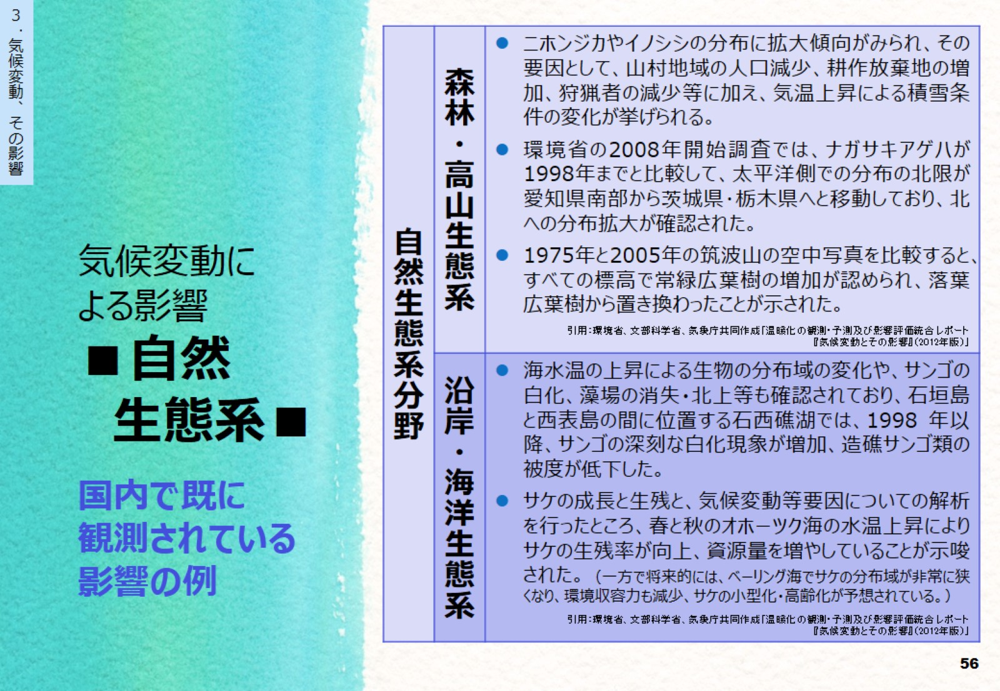 3．気候変動、その影響
気候変動に
よる影響
■自然
生態系■
国内で既に
観測されている
影響の例
自然生態系分野
森林・高山生態系
● ニホンジカやイノシシの分布に拡大傾向がみられ、その
要因として、山村地域の人口減少、耕作放棄地の増
加、狩猟者の減少等に加え、気温上昇による積雪条
件の変化が挙げられる。
● 環境省の2008年開始調査では、ナガサキアゲハが
1998年までと比較して、太平洋側での分布の北限が
愛知県南部から茨城県・栃木県へと移動しており、北
への分布拡大が確認された。
● 1975年と2005年の筑波山の空中写真を比較すると、
すべての標高で常緑広葉樹の増加が認められ、落葉
広葉樹から置き換わったことが示された。
引用：環境省、文部科学省、気象庁共同作成「温暖化の観測・予測及び影響評価統合レポート
『気候変動とその影響』（2012年版）」
沿岸・海洋生態系
● 海水温の上昇による生物の分布域の変化や、サンゴの
白化、藻場の消失・北上等も確認されており、石垣島
と西表島の間に位置する石西礁湖では、1998 年以
降、サンゴの深刻な白化現象が増加、造礁サンゴ類の
被度が低下した。
● サケの成長と生残と、気候変動等要因についての解析
を行ったところ、春と秋のオホーツク海の水温上昇により
サケの生残率が向上、資源量を増やしていることが示唆
された。（一方で将来的には、ベーリング海でサケの分布域が非常に狭
くなり、環境収容力も減少、サケの小型化・高齢化が予想されている。）
引用：環境省、文部科学省、気象庁共同作成「温暖化の観測・予測及び影響評価統合レポート
『気候変動とその影響』（2012年版）」
56